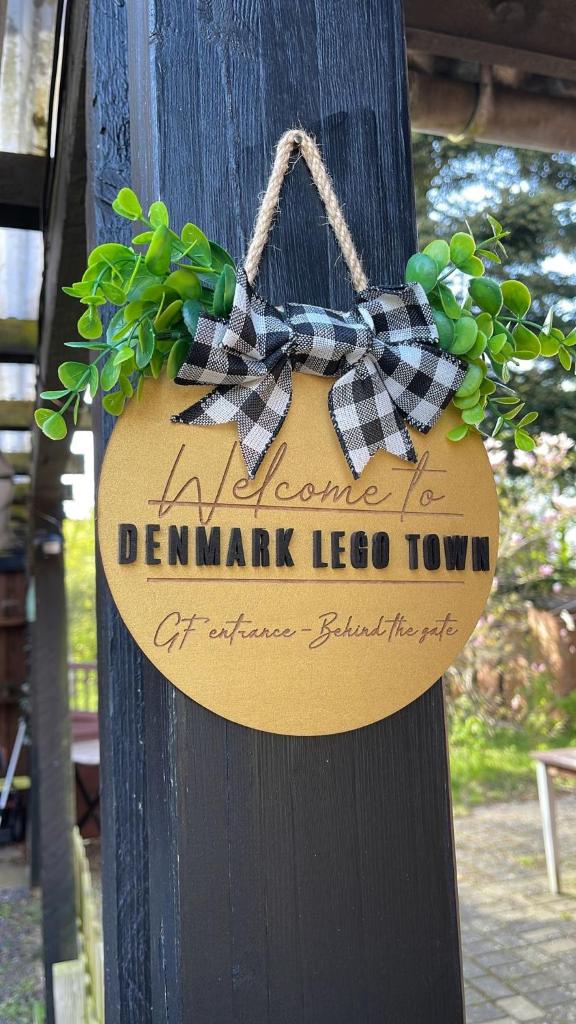 Welcome to
DENMARK LEGO TOWN
GF entrance - Behind the gate